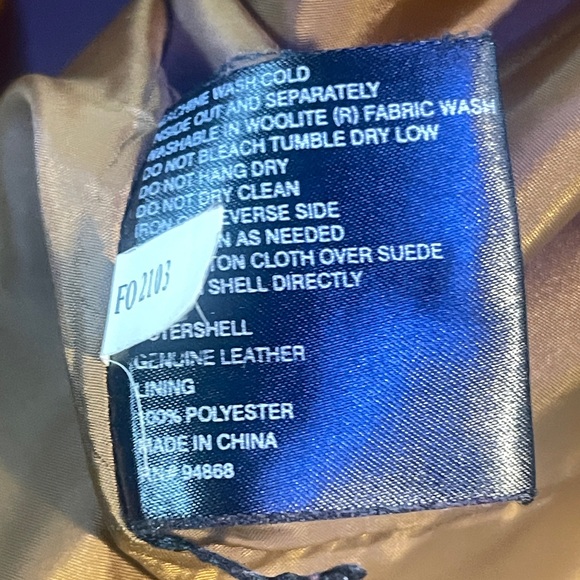 MACHINE WASH COLD
INSIDE OUT AND SEPARATELY
WASHABLE IN WOOLITE (R) FABRIC WASH
DO NOT BLEACH TUMBLE DRY LOW
DO NOT HANG DRY
DO NOT DRY CLEAN
IRON REVERSE SIDE
AS NEEDED
CLOTH OVER SUEDE
SHELL DIRECTLY
FO2103
OUTERSHELL
GENUINE LEATHER
LINING
100% POLYESTER
MADE IN CHINA
RN# 94868